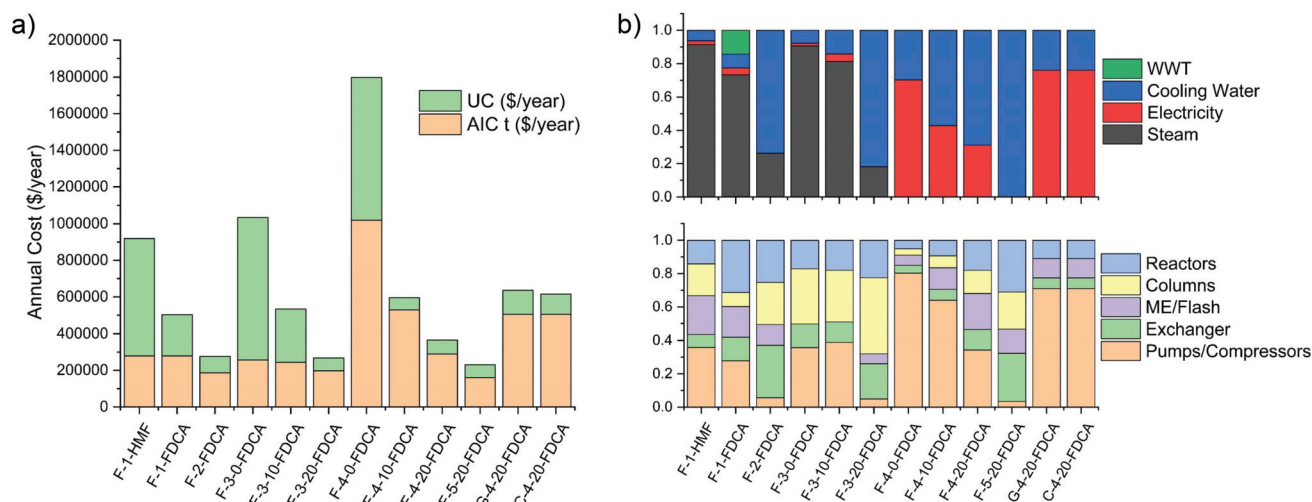 a)
Annual Cost ($/year)
2000000
1800000
1600000
1400000
1200000
1000000
800000
600000
400000
200000
0
UC ($/year)
AIC t ($/year)
F-1-HMF
F-1-FDCA
F-2-FDCA
F-3-0-FDCA
F-3-10-FDCA
F-3-20-FDCA
F-4-0-FDCA
F-4-10-FDCA
F-4-20-FDCA
F-5-20-FDCA
G-4-20-FDCA
C-4-20-FDCA
b)
1.0
0.8
0.6
0.4
0.2
0.0
WWT
Cooling Water
Electricity
Steam
1.0
0.8
0.6
0.4
0.2
0.0
Reactors
Columns
ME/Flash
Exchanger
Pumps/Compressors
F-1-HMF
F-1-FDCA
F-2-FDCA
F-3-0-FDCA
F-3-10-FDCA
F-3-20-FDCA
F-4-0-FDCA
F-4-10-FDCA
F-4-20-FDCA
F-5-20-FDCA
G-4-20-FDCA
C-4-20-FDCA